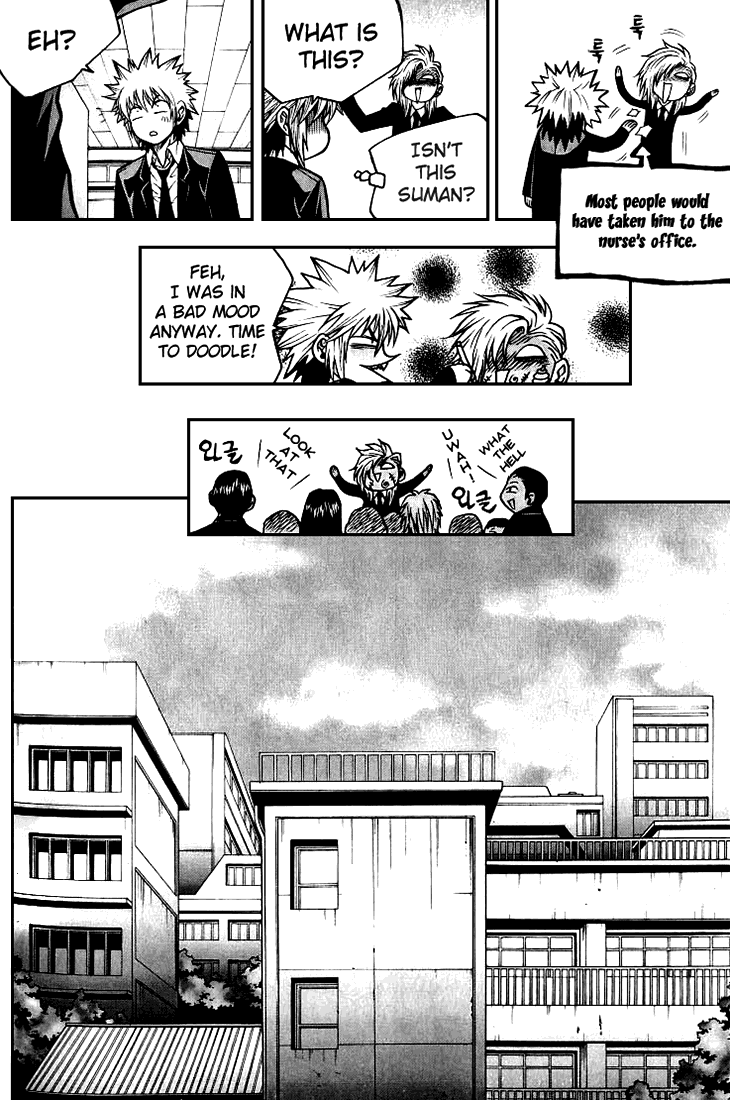 EH?
WHAT IS
THIS?
ISN'T
THIS
SUMAN?
툭
툭
Most people would
have taken him to the
nurse's office.
FEH,
I WAS IN
A BAD MOOD
ANYWAY. TIME
TO DOODLE!
와글
LOOK
AT
THAT
UWAH!
WHAT
THE
HELL
와글